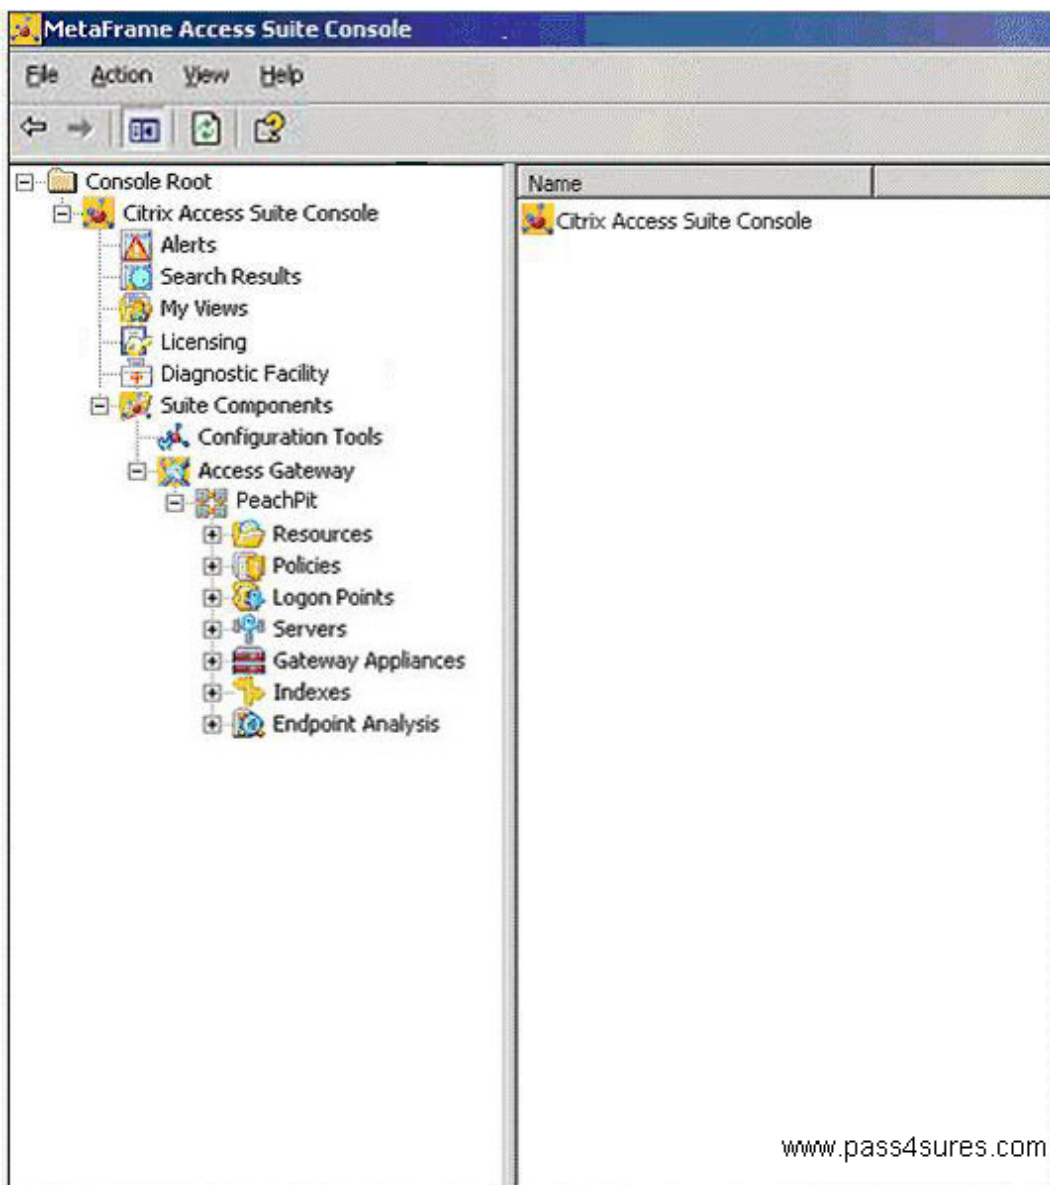 MetaFrame Access Suite Console
File Action View Help
Console Root
Citrix Access Suite Console
Alerts
Search Results
My Views
Licensing
Diagnostic Facility
Suite Components
Configuration Tools
Access Gateway
PeachPit
Resources
Policies
Logon Points
Servers
Gateway Appliances
Indexes
Endpoint Analysis
Name
Citrix Access Suite Console
www.pass4sures.com